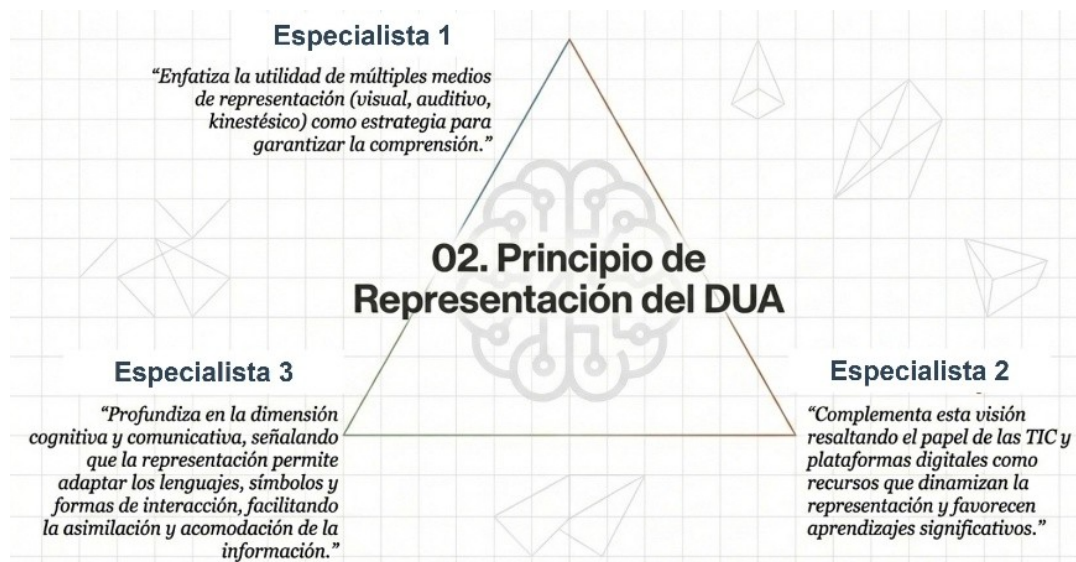 Especialista 1
“Enfatiza la utilidad de múltiples medios
de representación (visual, auditivo,
kinestésico) como estrategia para
garantizar la comprensión.”
02. Principio de
Representación del DUA
Especialista 3
“Profundiza en la dimensión
cognitiva y comunicativa, señalando
que la representación permite
adaptar los lenguajes, símbolos y
formas de interacción, facilitando
la asimilación y acomodación de la
información.”
Especialista 2
“Complementa esta visión
resaltando el papel de las TIC y
plataformas digitales como
recursos que dinamizan la
representación y favorecen
aprendizajes significativos.”